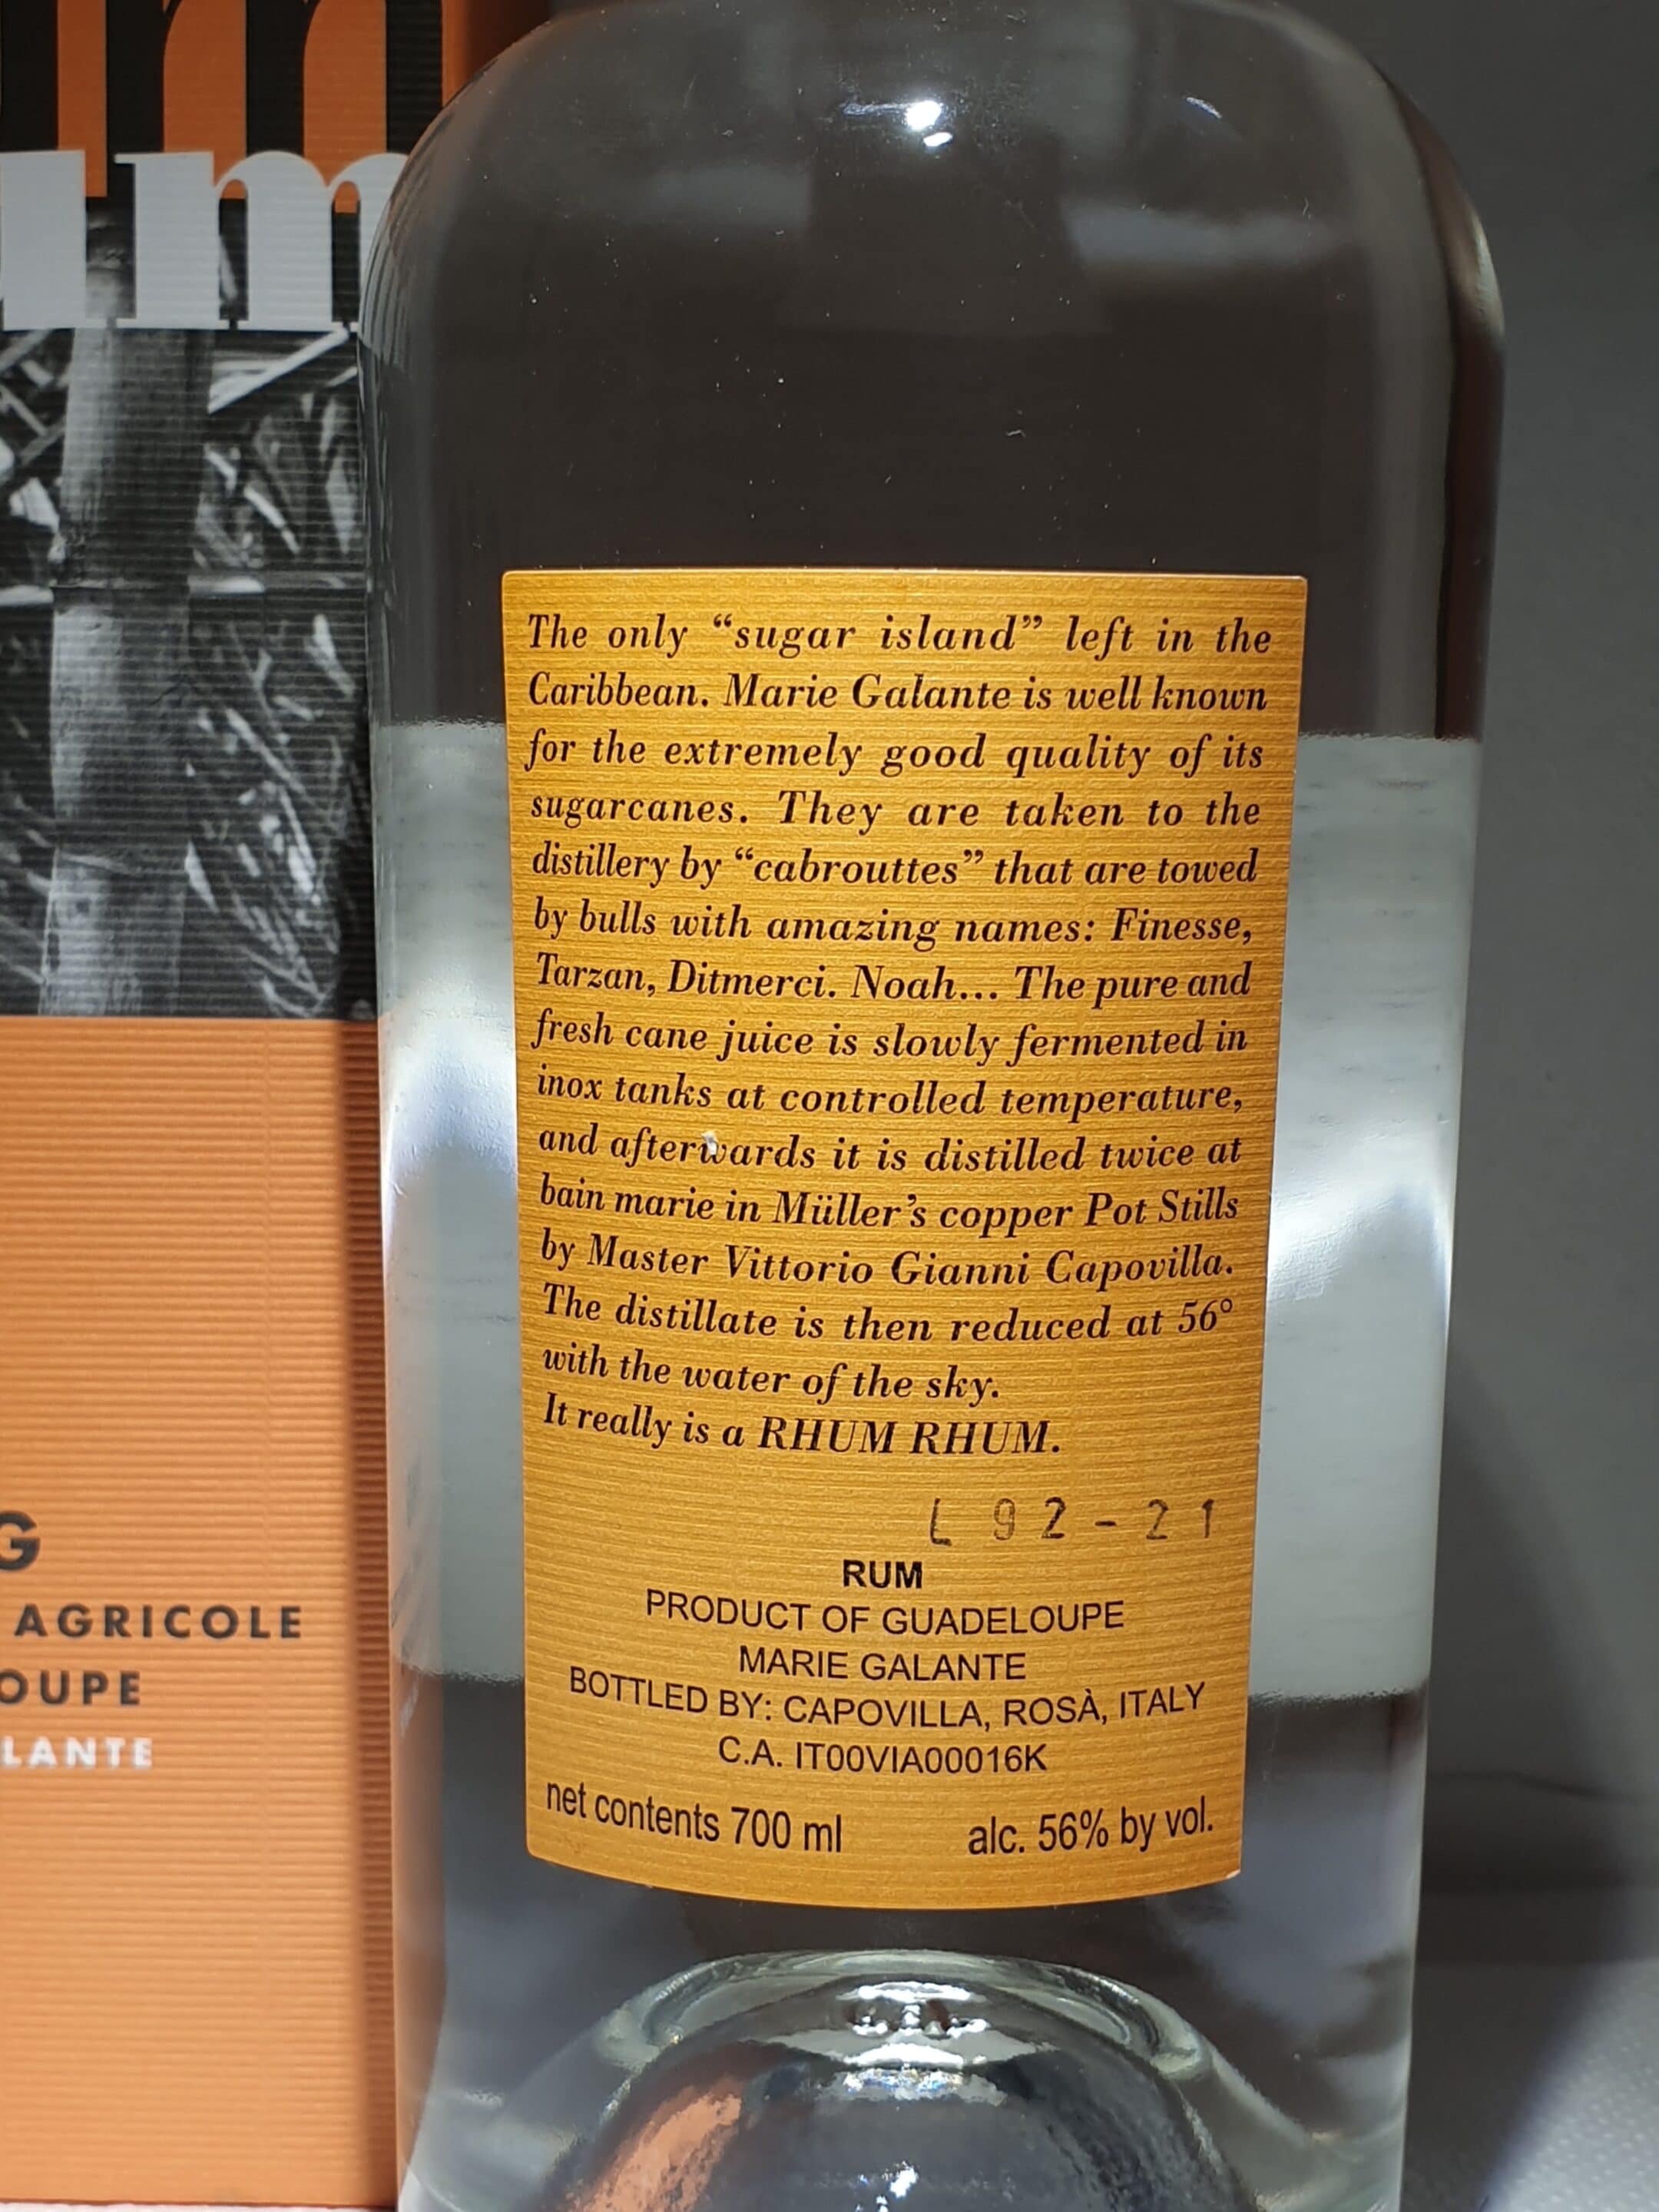 The only “sugar island” left in the
Caribbean. Marie Galante is well known
for the extremely good quality of its
sugarcanes. They are taken to the
distillery by “cabrouttes” that are towed
by bulls with amazing names: Finesse,
Tarzan, Ditmerci. Noah... The pure and
fresh cane juice is slowly fermented in
inox tanks at controlled temperature,
and afterwards it is distilled twice at
bain marie in Müller’s copper Pot Stills
by Master Vittorio Gianni Capovilla.
The distillate is then reduced at 56°
with the water of the sky.
It really is a RHUM RHUM.
L 92-21
RUM
PRODUCT OF GUADELOUPE
MARIE GALANTE
BOTTLED BY: CAPOVILLA, ROSÀ, ITALY
C.A. IT00VIA00016K
net contents 700 ml alc. 56% by vol.
G
AGRICOLE
OUPE
LANTE